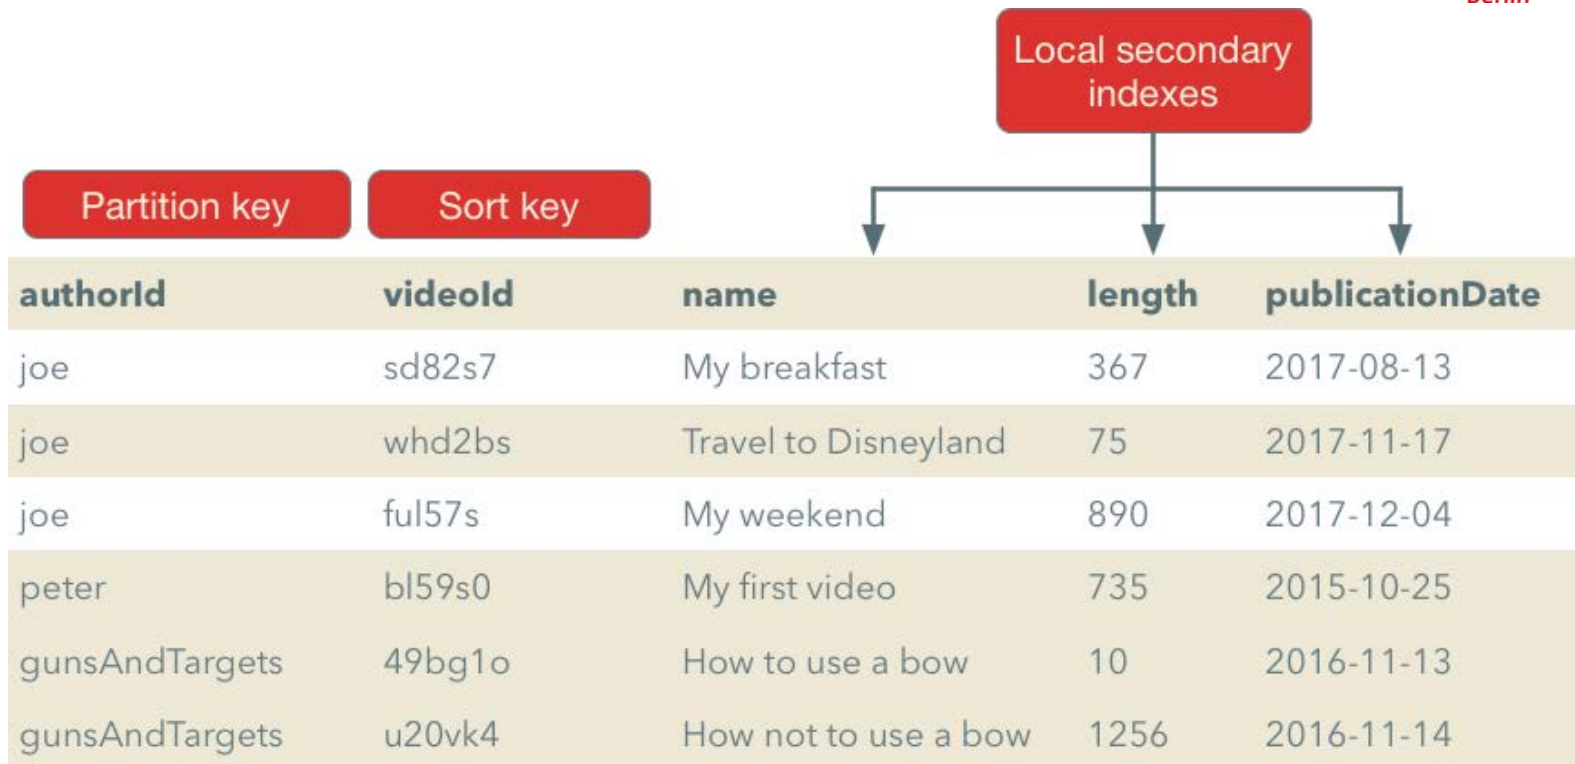 Berlin
Local secondary
indexes
Partition key Sort key
authorId videoId name length publicationDate
joe sd82s7 My breakfast 367 2017-08-13
joe whd2bs Travel to Disneyland 75 2017-11-17
joe ful57s My weekend 890 2017-12-04
peter bl59s0 My first video 735 2015-10-25
gunsAndTargets 49bg1o How to use a bow 10 2016-11-13
gunsAndTargets u20vk4 How not to use a bow 1256 2016-11-14